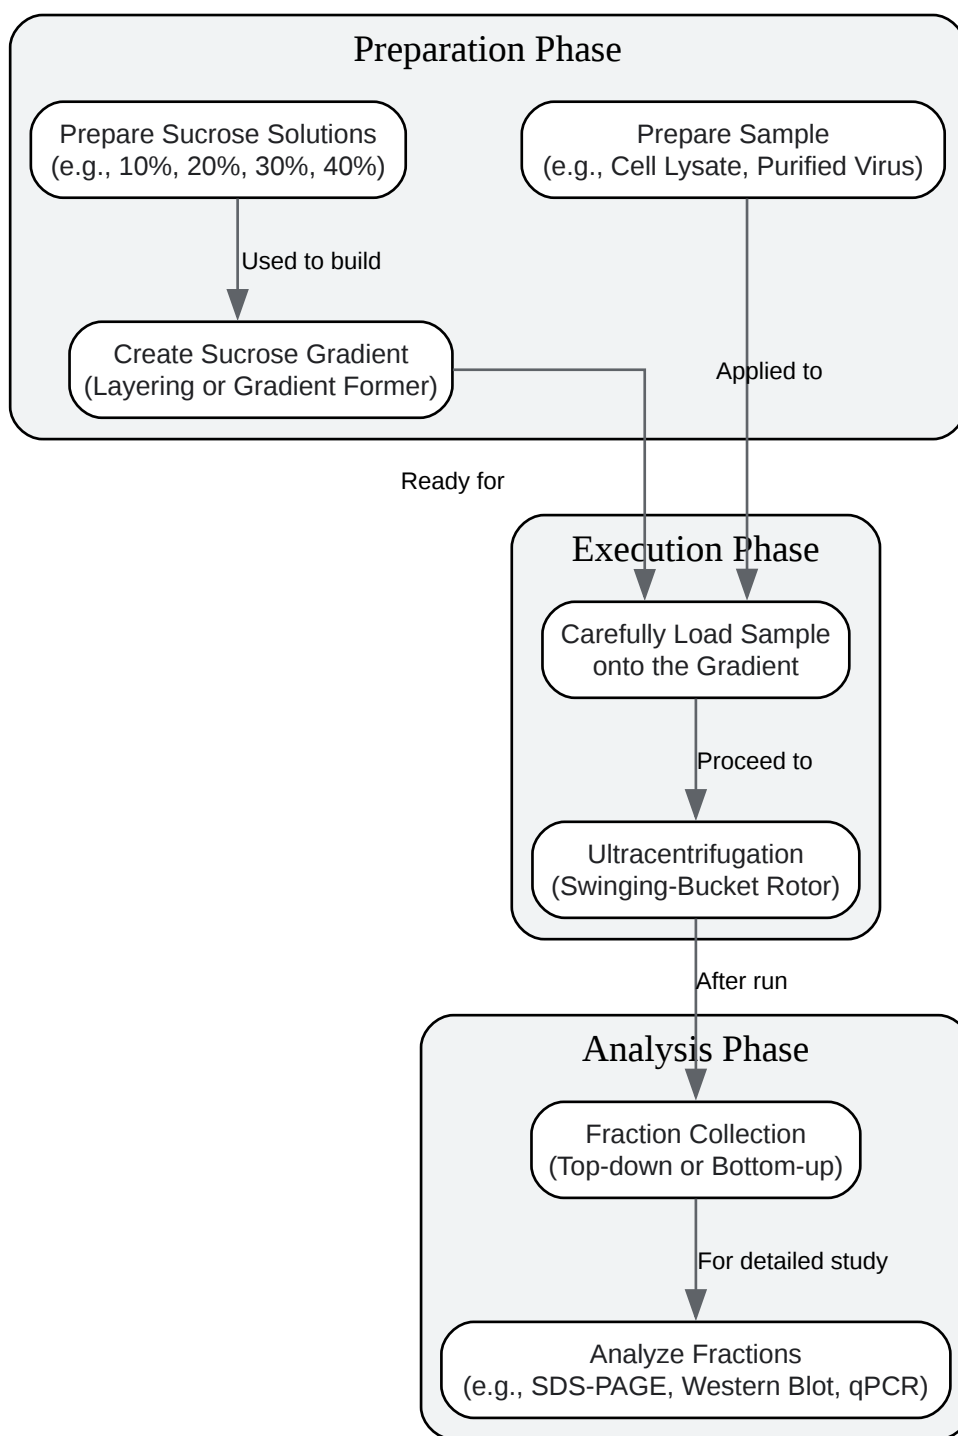 Preparation Phase
Prepare Sucrose Solutions
(e.g., 10%, 20%, 30%, 40%)
Prepare Sample
(e.g., Cell Lysate, Purified Virus)
Used to build
Create Sucrose Gradient
(Layering or Gradient Former)
Applied to
Ready for
Execution Phase
Carefully Load Sample
onto the Gradient
Proceed to
Ultracentrifugation
(Swinging-Bucket Rotor)
After run
Analysis Phase
Fraction Collection
(Top-down or Bottom-up)
For detailed study
Analyze Fractions
(e.g., SDS-PAGE, Western Blot, qPCR)